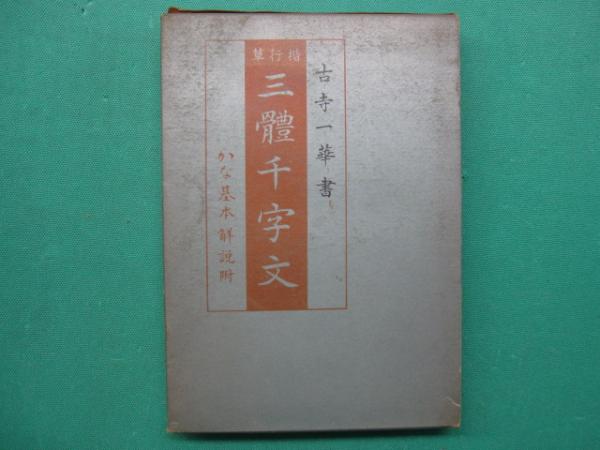 古寺一華書
楷行草
三體千字文
かな基本解説附